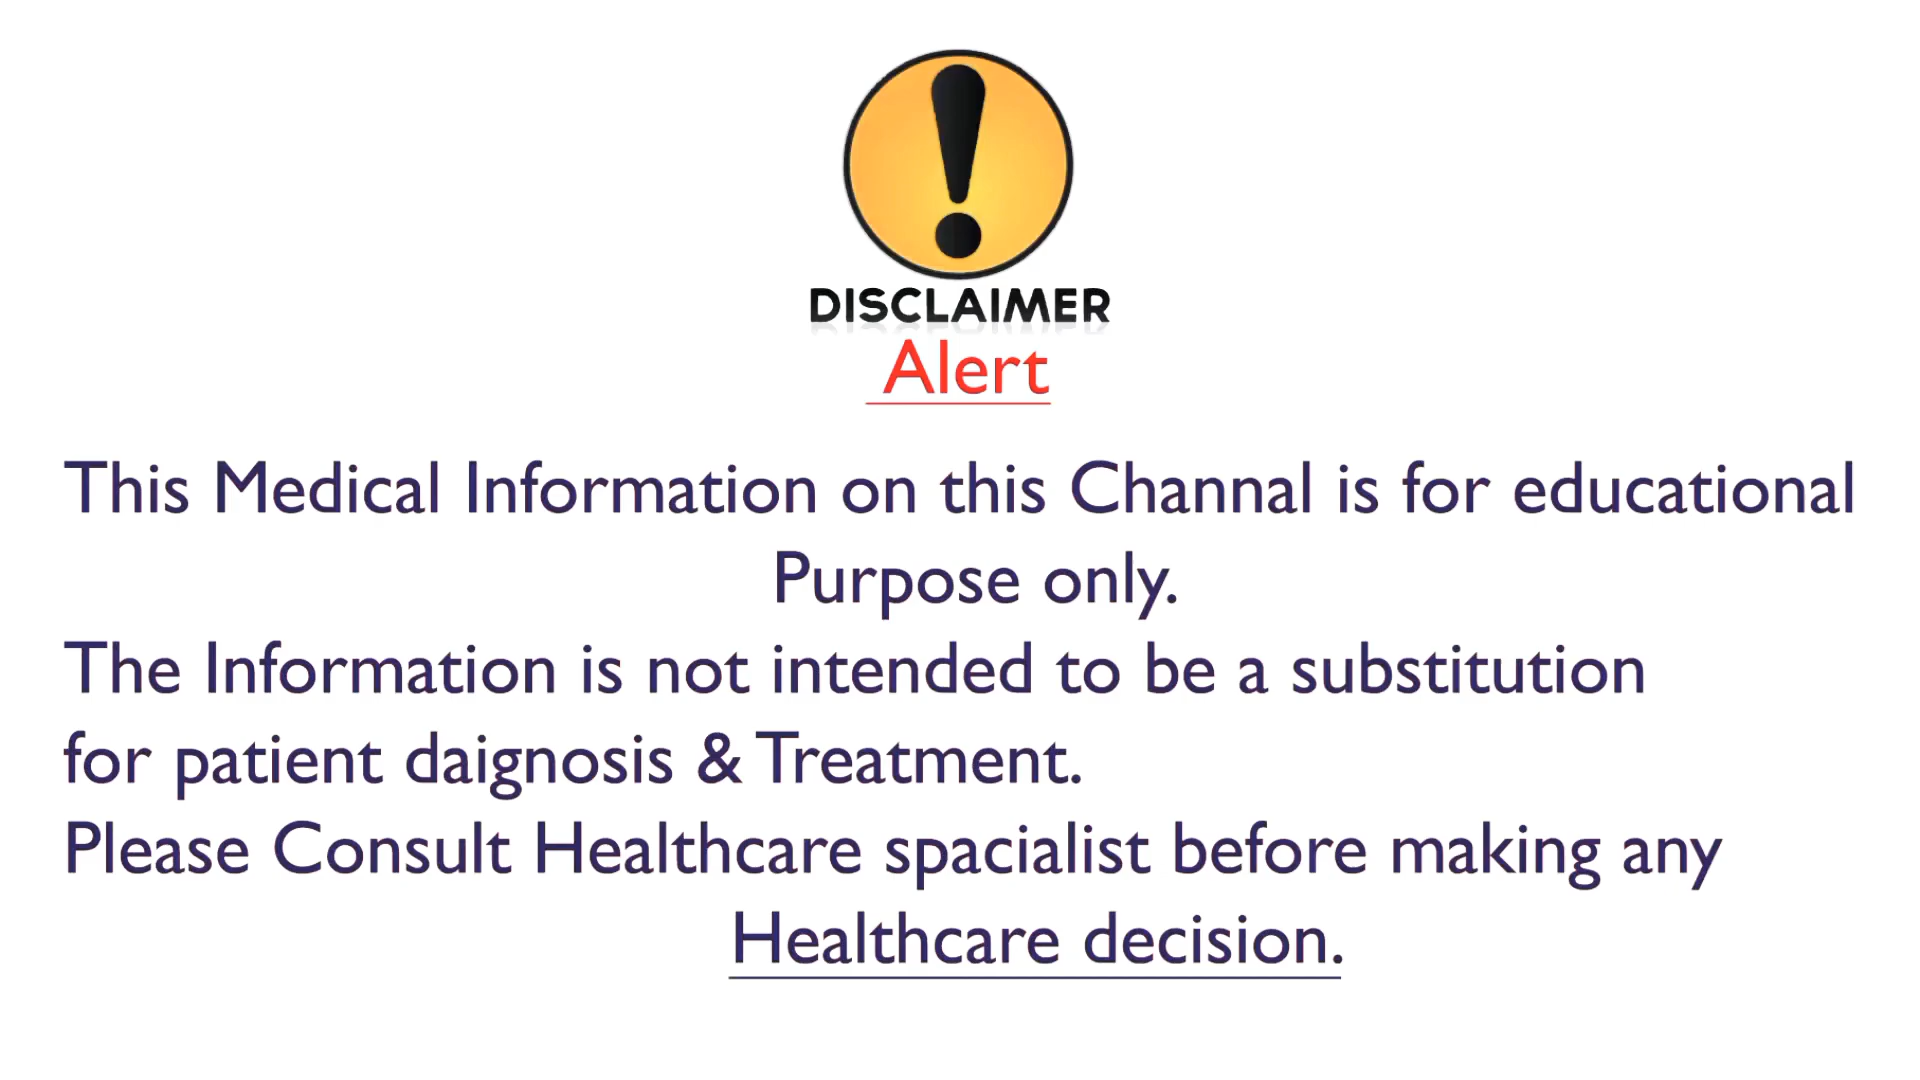 DISCLAIMER
Alert
This Medical Information on this Channal is for educational
Purpose only.
The Information is not intended to be a substitution
for patient daignosis & Treatment.
Please Consult Healthcare spacialist before making any
Healthcare decision.